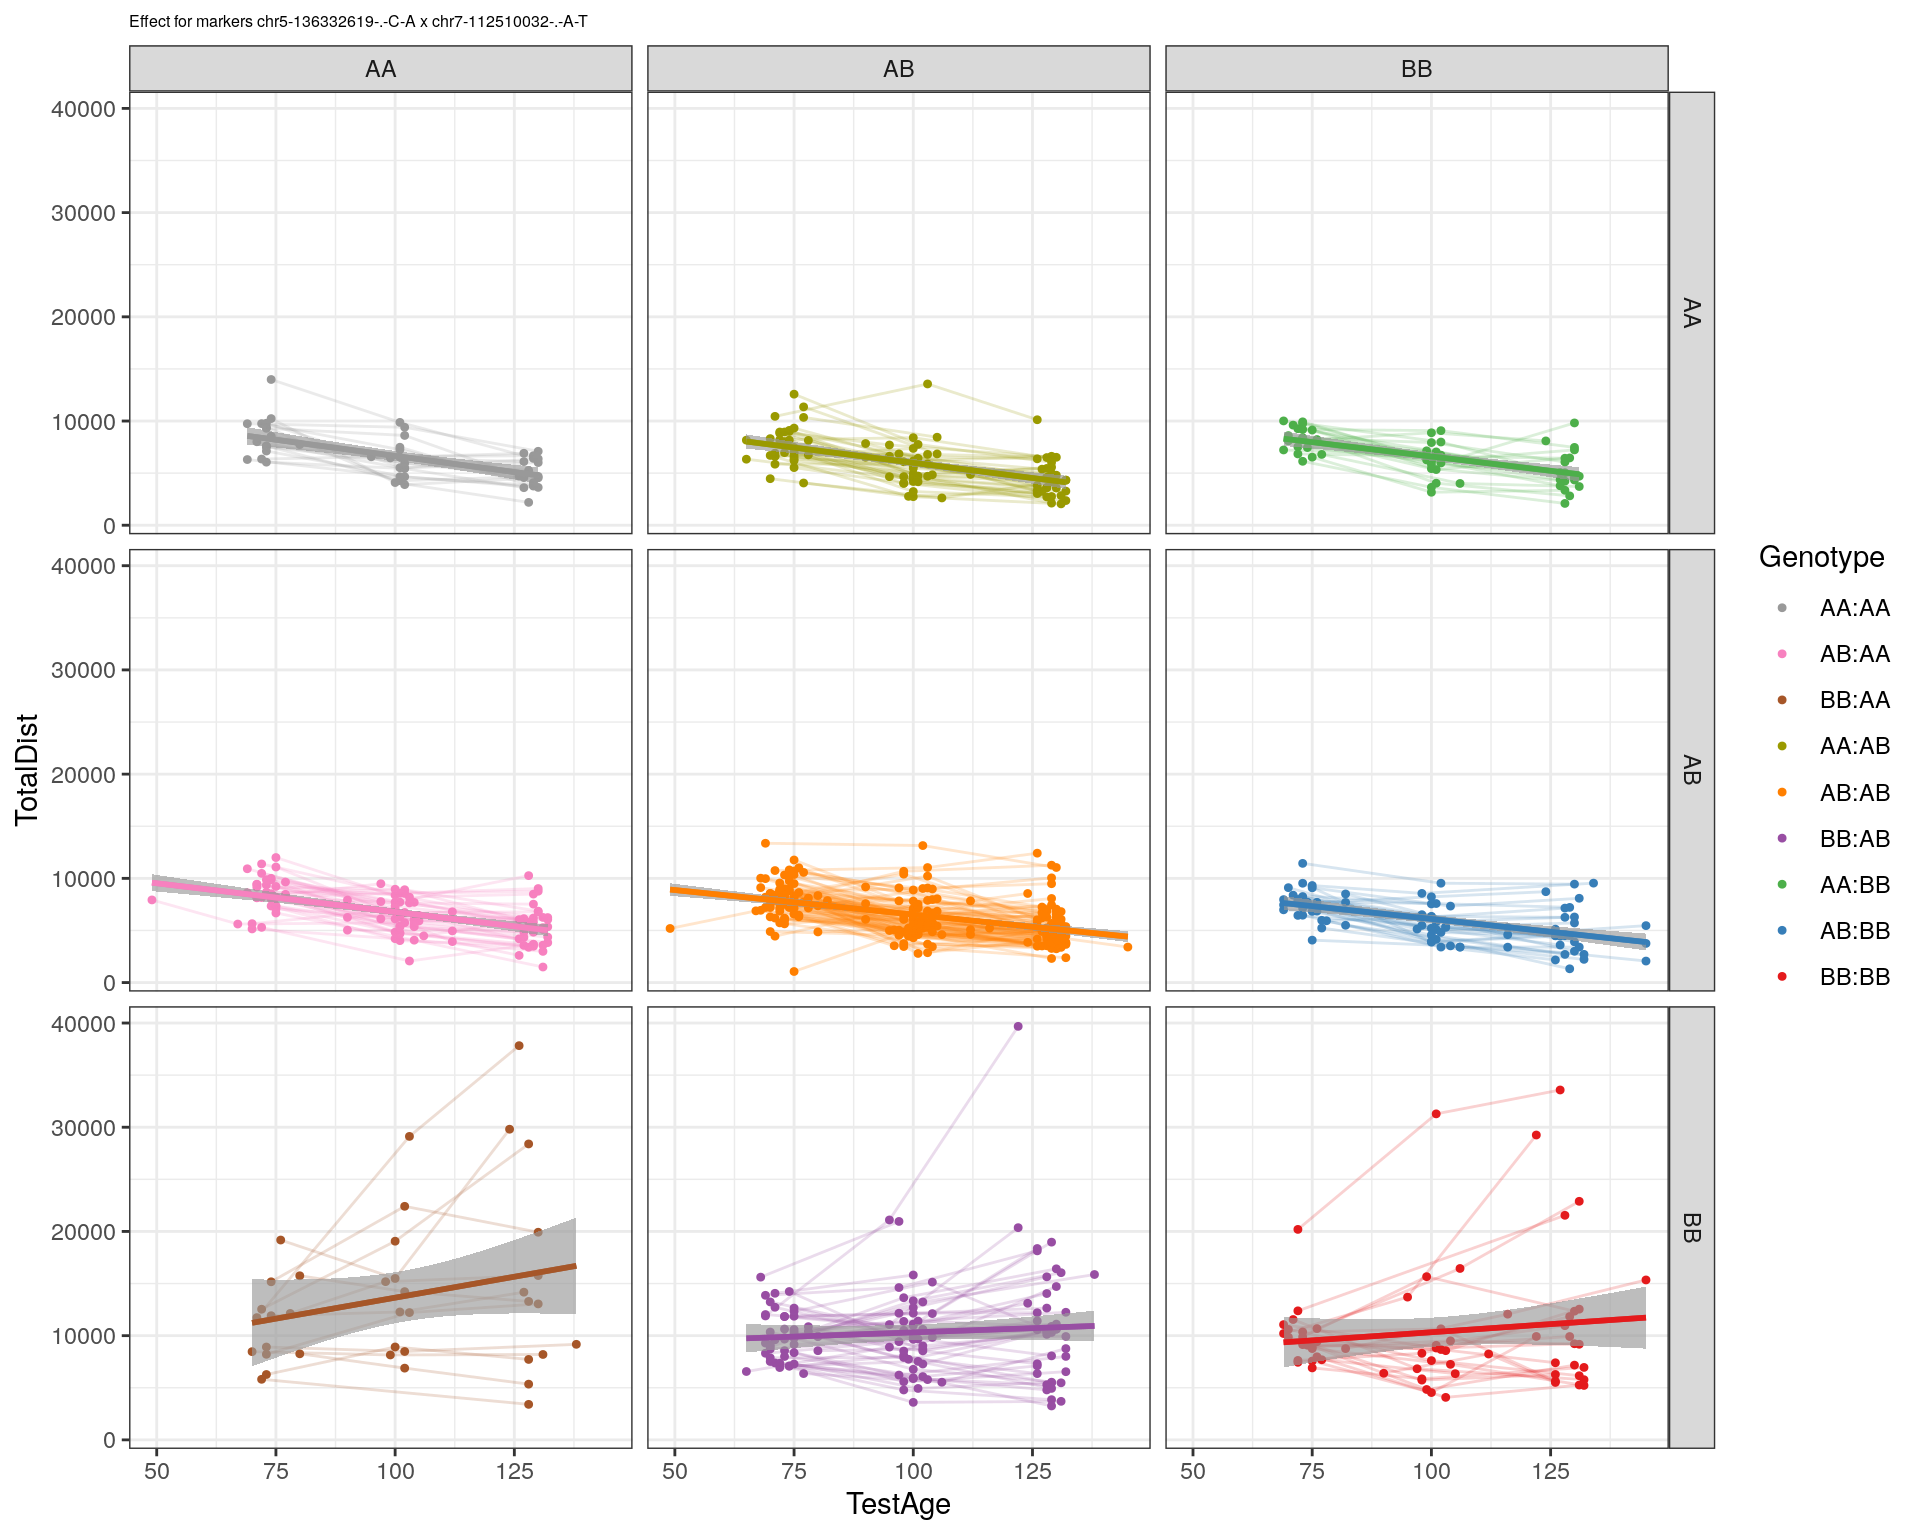 Effect for markers chr5-136332619-.-C-A x chr7-112510032-.-A-T
AA
AB
BB
40000
30000
20000
10000
0
AA
40000
30000
20000
10000
0
AB
40000
30000
20000
10000
0
BB
50
75
100
125
50
75
100
125
50
75
100
125
TestAge
TotalDist
Genotype
AA:AA
AB:AA
BB:AA
AA:AB
AB:AB
BB:AB
AA:BB
AB:BB
BB:BB